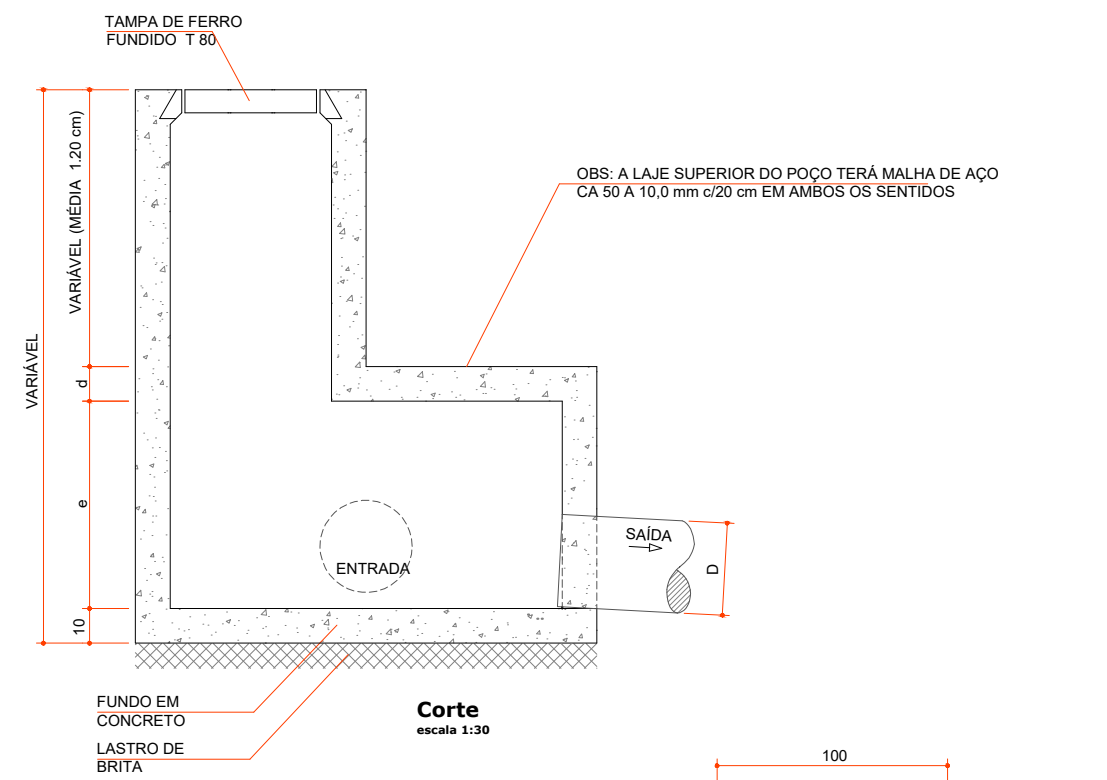 TAMPA DE FERRO
FUNDIDO T 80
OBS: A LAJE SUPERIOR DO POÇO TERÁ MALHA DE AÇO
CA 50 A 10,0 mm c/20 cm EM AMBOS OS SENTIDOS
VARIÁVEL (MÉDIA 1.20 cm)
VARIÁVEL
d
e
10
ENTRADA
SAÍDA
D
FUNDO EM
CONCRETO
LASTRO DE
BRITA
Corte
escala 1:30
100